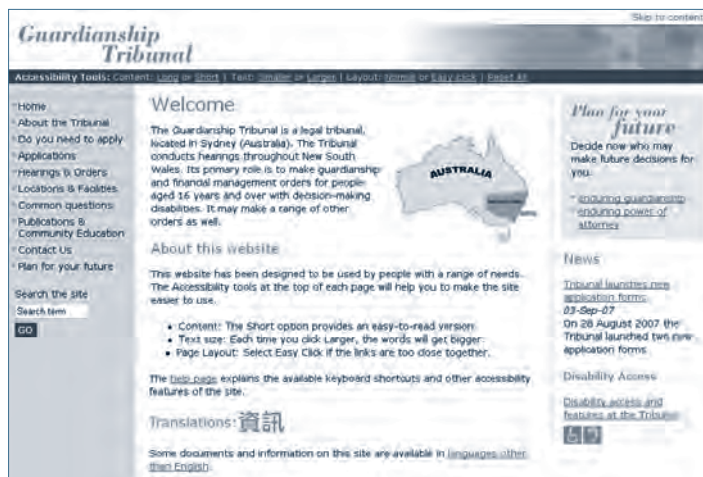 Skip to content
Guardianship
Tribunal
Accessibility Tools: Content: Long or Short | Text: Smaller or Larger | Layout: Normal or Easy click | Reset All
Home
About the Tribunal
Do you need to apply
Applications
Hearings & Orders
Locations & Facilities
Common questions
Publications &
Community Education
Contact Us
Plan for your future
Search the site
Search term
GO
Welcome
The Guardianship Tribunal is a legal tribunal,
located in Sydney (Australia). The Tribunal
conducts hearings throughout New South
Wales. Its primary role is to make guardianship
and financial management orders for people
aged 16 years and over with decision-making
disabilities. It may make a range of other
orders as well.
AUSTRALIA
About this website
This website has been designed to be used by people with a range of needs.
The Accessibility tools at the top of each page will help you to make the site
easier to use.
• Content: The Short option provides an easy-to-read version
• Text size: Each time you click Larger, the words will get bigger
• Page Layout: Select Easy Click if the links are too close together.
The help page explains the available keyboard shortcuts and other accessibility
features of the site.
Translations: 資訊
Some documents and information on this site are available in languages other
than English.
Plan for your
future
Decide now who may
make future decisions for
you.
enduring guardianship
enduring power of
attorney
News
Tribunal launches new
application forms
03-Sep-07
On 28 August 2007 the
Tribunal launched two new
application forms
Disability Access
Disability access and
features at the Tribunal